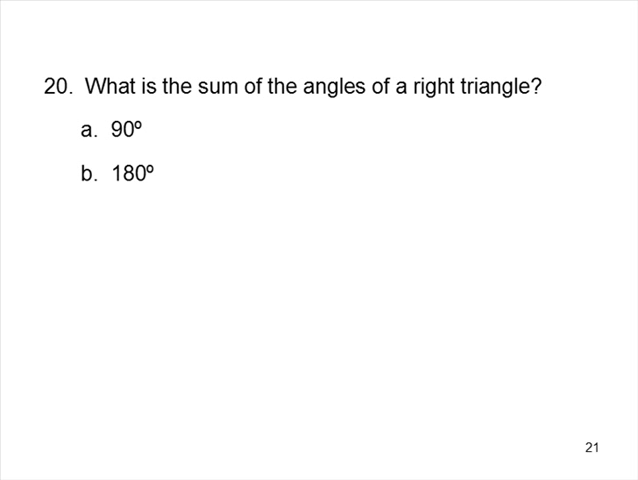 20. What is the sum of the angles of a right triangle?
a. 90º
b. 180º
21